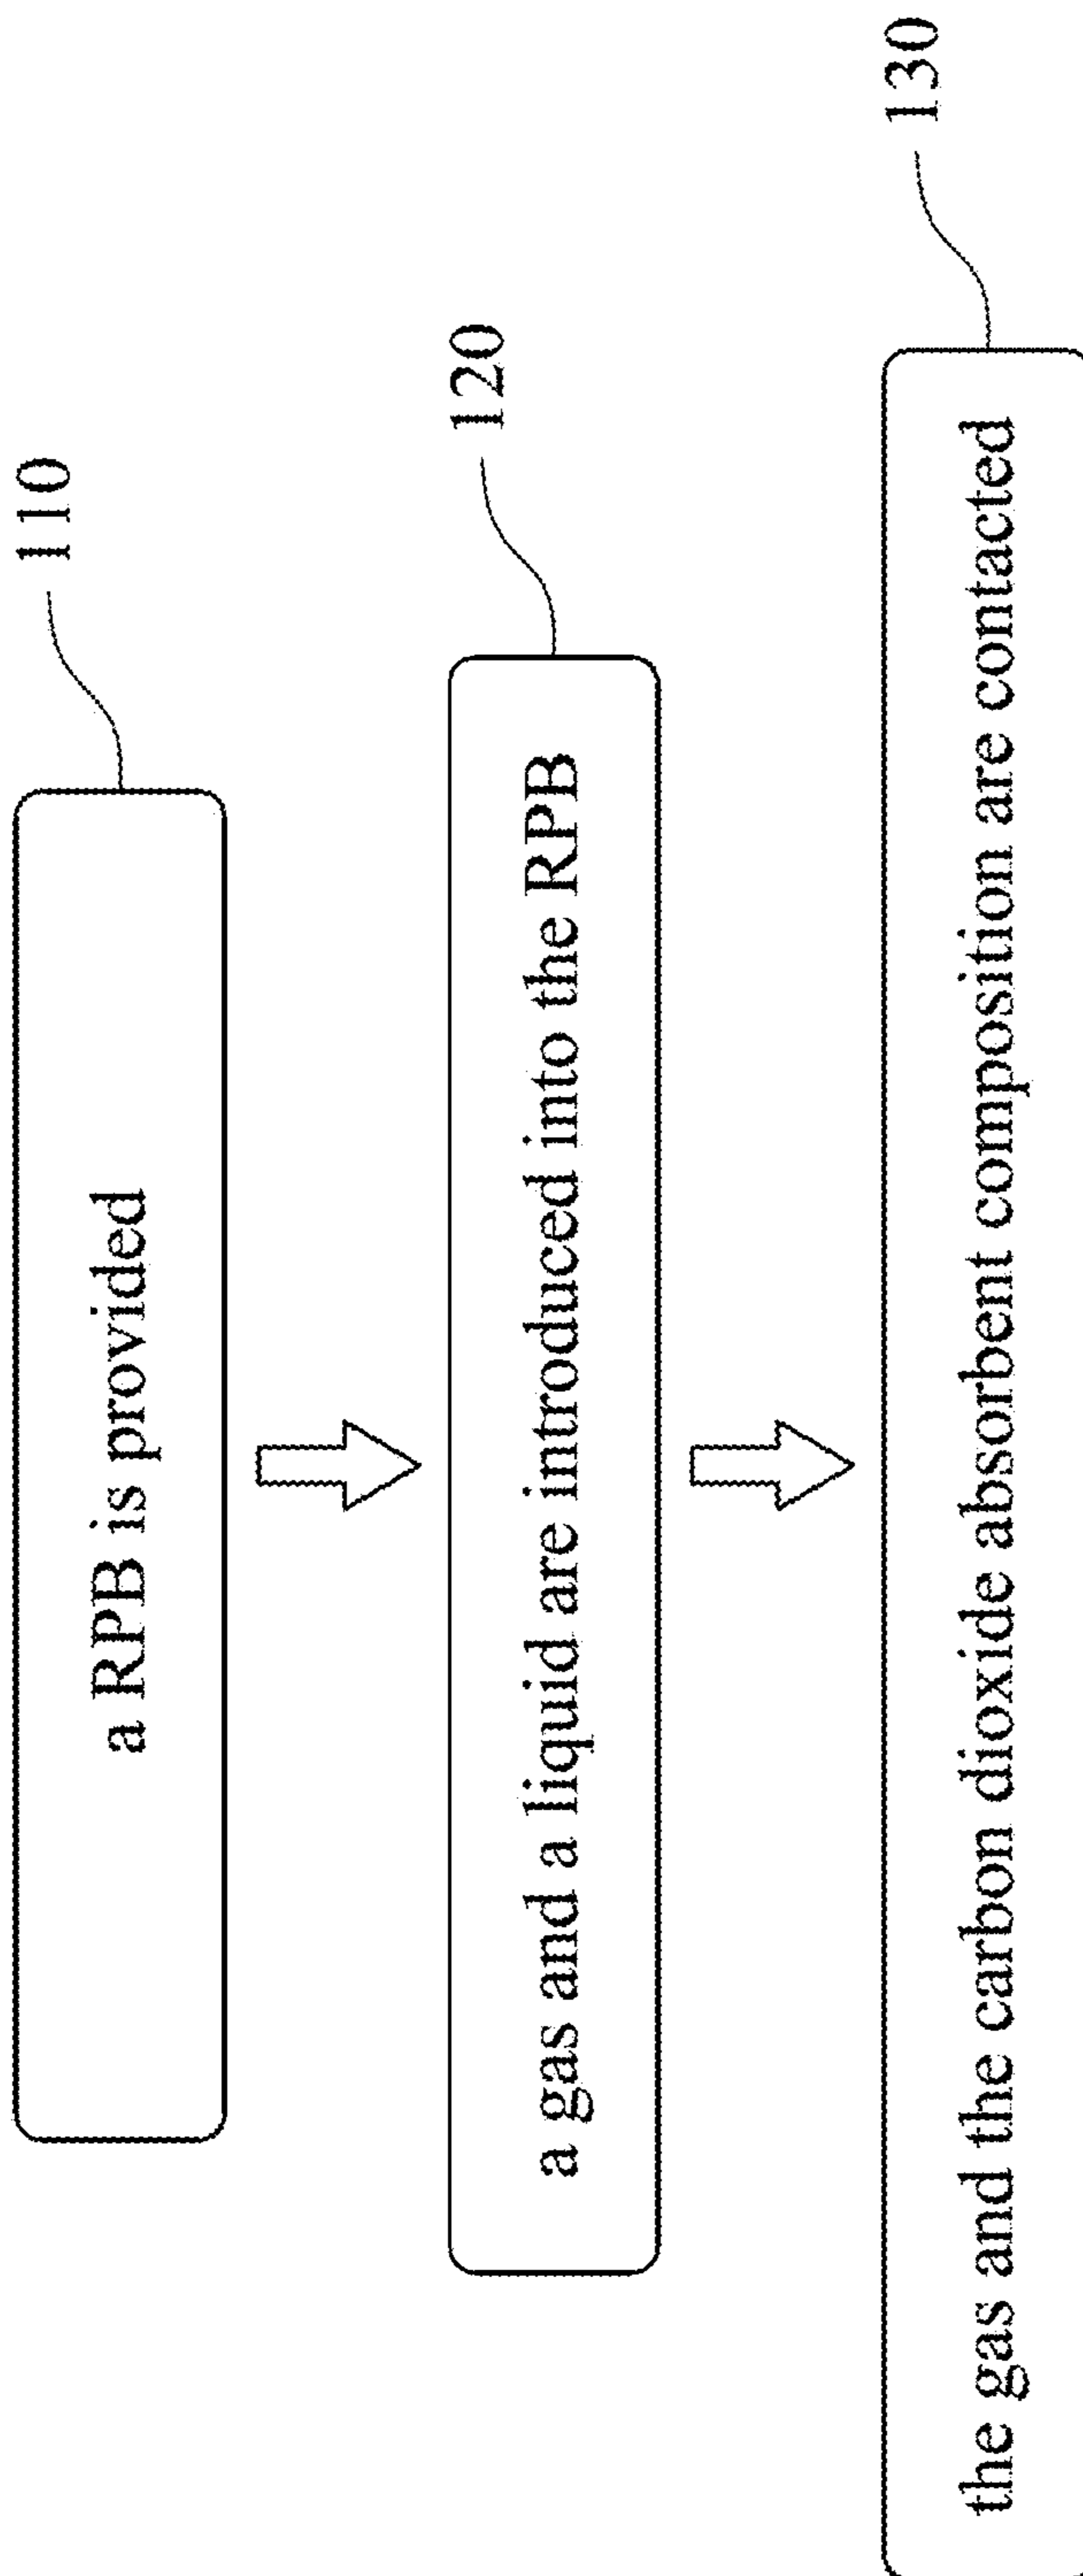 110
a RPB is provided
120
a gas and a liquid are introduced into the RPB
130
the gas and the carbon dioxide absorbent composition are contacted